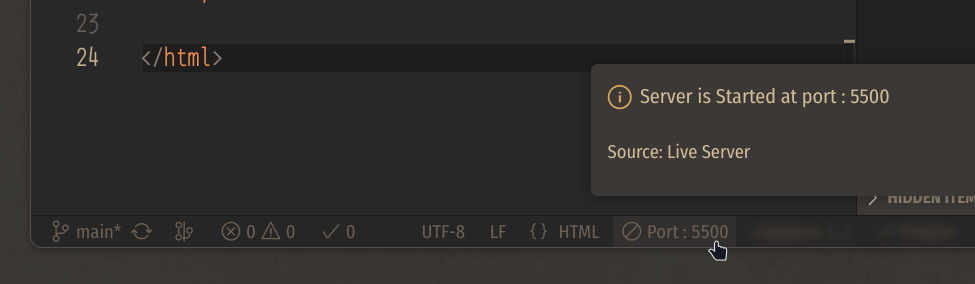 23
24 </html>
Server is Started at port : 5500
Source: Live Server
HIDDEN ITEM
main* 0 0 0 UTF-8 LF {} HTML Port : 5500